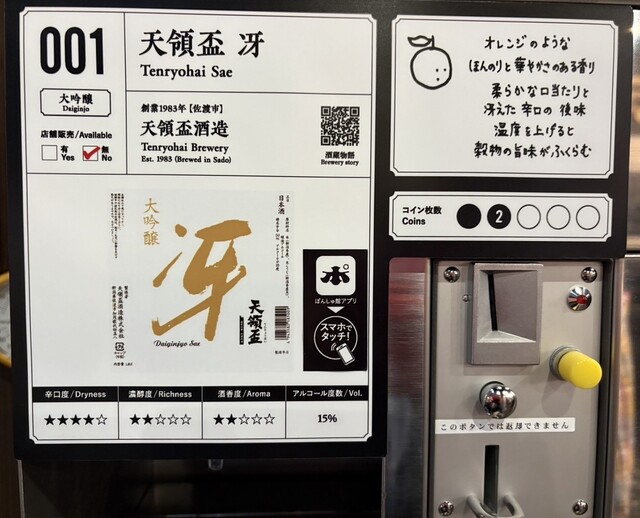 001
天領盃 冴
Tenryohai Sae
大吟醸
Daiginjo
店舗販売/Available
有
Yes
無
No
創業1983年【佐渡市】
天領盃酒造
Tenryohai Brewery
Est. 1983 (Brewed in Sado)
酒蔵物語
Brewery story
大吟醸
冴
Daiginjyo Sae
日本酒
天領盃
天領盃酒造株式会社
ぽんしゅ館アプリ
スマホで
タッチ!
辛口度/Dryness
濃醇度/Richness
酒香度/Aroma
アルコール度数/Vol.
★★★★☆
★★☆☆☆
★★☆☆☆
15%
オレンジのような
ほんのりと華やかさのある香り
柔らかな口当たりと
冴えた辛口の後味
温度を上げると
穀物の旨味がふくらむ
コイン枚数
Coins
2
このボタンでは返却できません